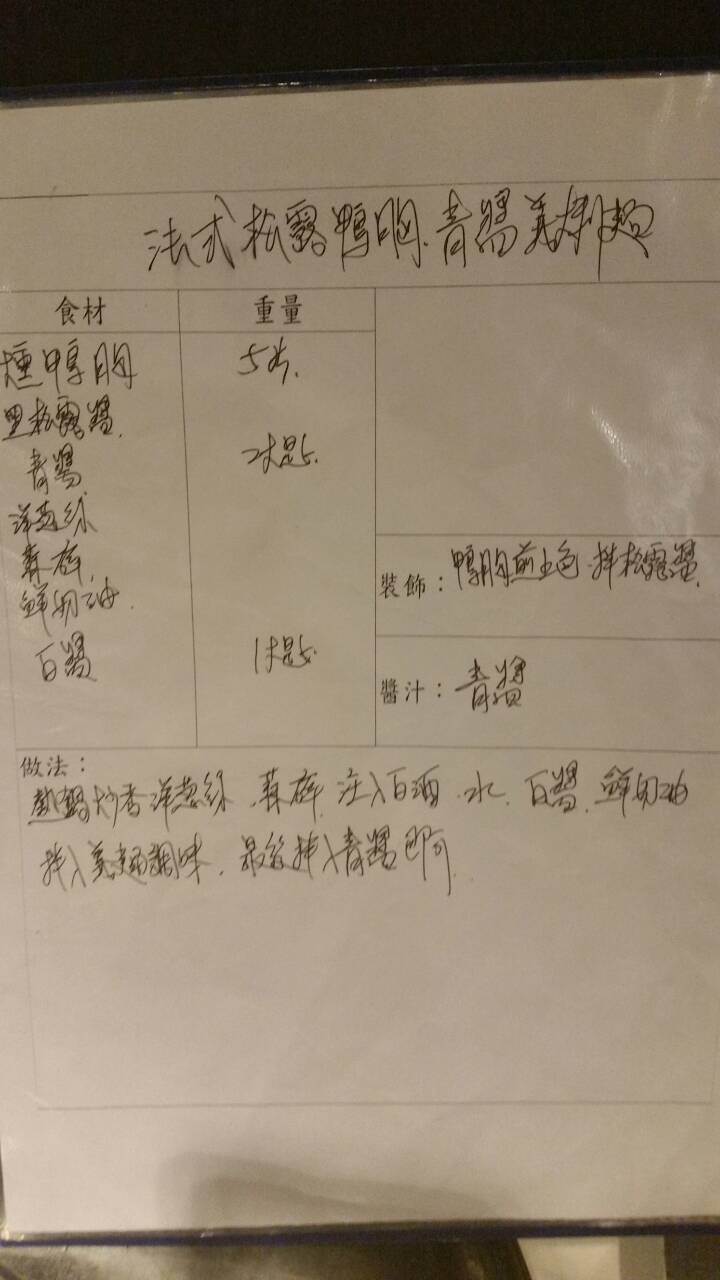 法式松露鴨胸.青醬義大利麵
食材
重量
燻鴨胸
5片.
黑松露醬.
青醬
2大匙.
洋葱絲
蒜碎.
鮮奶油.
白醬
1大匙.
裝飾：鴨胸煎上色.拌松露醬.
醬汁：青醬
做法：
熱鍋炒香洋葱絲.蒜碎.注入白酒.水.白醬.鮮奶油
拌入義麵調味.最後拌入青醬即可.